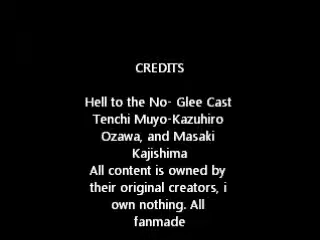 CREDITS
Hell to the No- Glee Cast
Tenchi Muyo-Kazuhiro
Ozawa, and Masaki
Kajishima
All content is owned by
their original creators, i
own nothing. All
fanmade